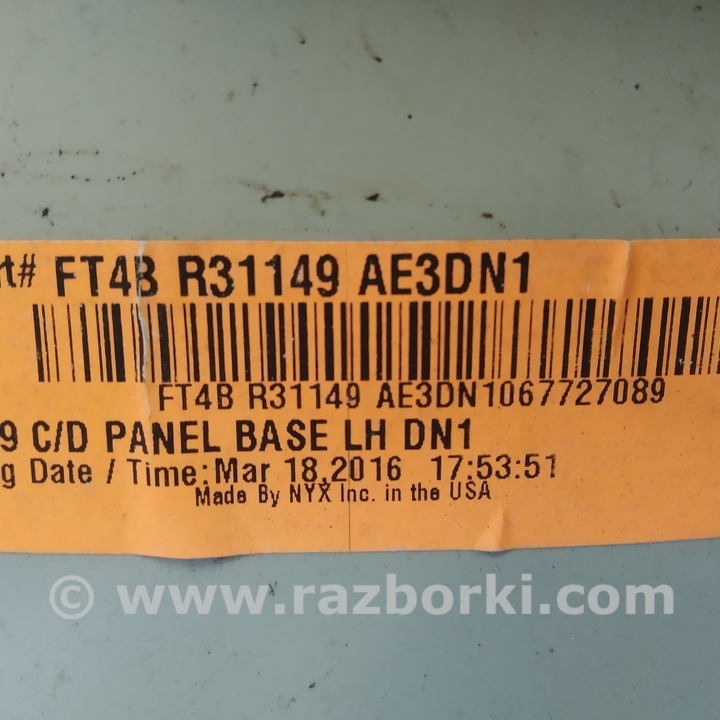 rt# FT4B R31149 AE3DN1
FT4B R31149 AE3DN1067727089
9 C/D PANEL BASE LH DN1
g Date / Time: Mar 18,2016 17:53:51
Made By NYX Inc. in the USA
© www.razborki.com